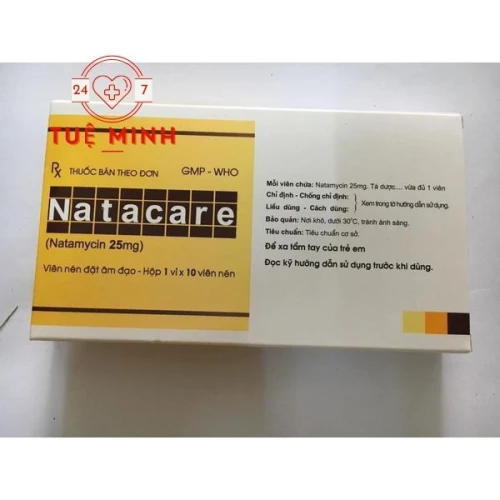 24 7
TUỆ MINH
Rx THUỐC BÁN THEO ĐƠN GMP - WHO
Natacare
(Natamycin 25mg)
Viên nén đặt âm đạo - Hộp 1 vỉ x 10 viên nén
Mỗi viên chứa: Natamycin 25mg. Tá dược.... vừa đủ 1 viên
Chỉ định - Chống chỉ định:
Liều dùng - Cách dùng:
Xem trong tờ hướng dẫn sử dụng.
Bảo quản: Nơi khô, dưới 30°C, tránh ánh sáng.
Tiêu chuẩn: Tiêu chuẩn cơ sở.
Để xa tầm tay của trẻ em
Đọc kỹ hướng dẫn sử dụng trước khi dùng.